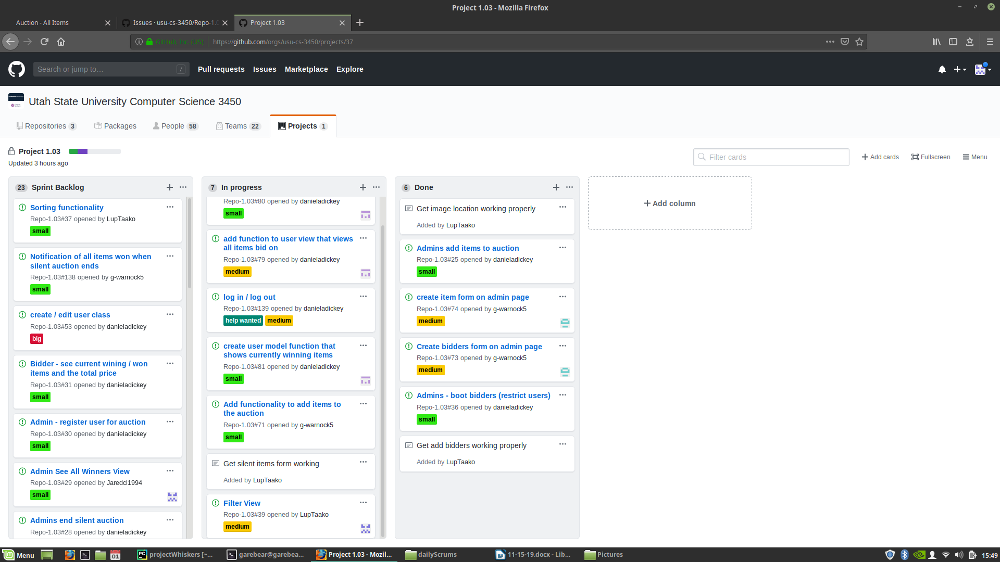 Project 1.03 - Mozilla Firefox
Auction - All Items
Issues · usu-cs-3450/Repo-1.0
Project 1.03
GitHub, Inc. (US)
https://github.com/orgs/usu-cs-3450/projects/37
Search or jump to…
/
Pull requests
Issues
Marketplace
Explore
Utah State University Computer Science 3450
Repositories 3
Packages
People 58
Teams 22
Projects 1
Project 1.03
Updated 3 hours ago
Filter cards
Add cards
Fullscreen
Menu
23 Sprint Backlog
Sorting functionality
Repo-1.03#37 opened by LupTaako
small
Notification of all items won when
silent auction ends
Repo-1.03#138 opened by g-warnock5
small
create / edit user class
Repo-1.03#53 opened by danieladickey
big
Bidder - see current wining / won
items and the total price
Repo-1.03#31 opened by danieladickey
small
Admin - register user for auction
Repo-1.03#30 opened by danieladickey
small
Admin See All Winners View
Repo-1.03#29 opened by Jaredcl1994
small
Admins end silent auction
Repo-1.03#28 opened by danieladickey
7 In progress
Repo-1.03#80 opened by danieladickey
small
add function to user view that views
all items bid on
Repo-1.03#79 opened by danieladickey
medium
log in / log out
Repo-1.03#139 opened by danieladickey
help wanted medium
create user model function that
shows currently winning items
Repo-1.03#81 opened by danieladickey
small
Add functionality to add items to
the auction
Repo-1.03#71 opened by g-warnock5
small
Get silent items form working
Added by LupTaako
Filter View
Repo-1.03#39 opened by LupTaako
medium
6 Done
Get image location working properly
Added by LupTaako
Admins add items to auction
Repo-1.03#25 opened by danieladickey
small
create item form on admin page
Repo-1.03#74 opened by g-warnock5
medium
Create bidders form on admin page
Repo-1.03#73 opened by g-warnock5
medium
Admins - boot bidders (restrict users)
Repo-1.03#36 opened by danieladickey
small
Get add bidders working properly
Added by LupTaako
Add column
Menu
01
PC
projectWhiskers [~...
garebear@garebea...
Project 1.03 - Mozil...
dailyScrums
11-15-19.docx - Lib...
Pictures
15:49